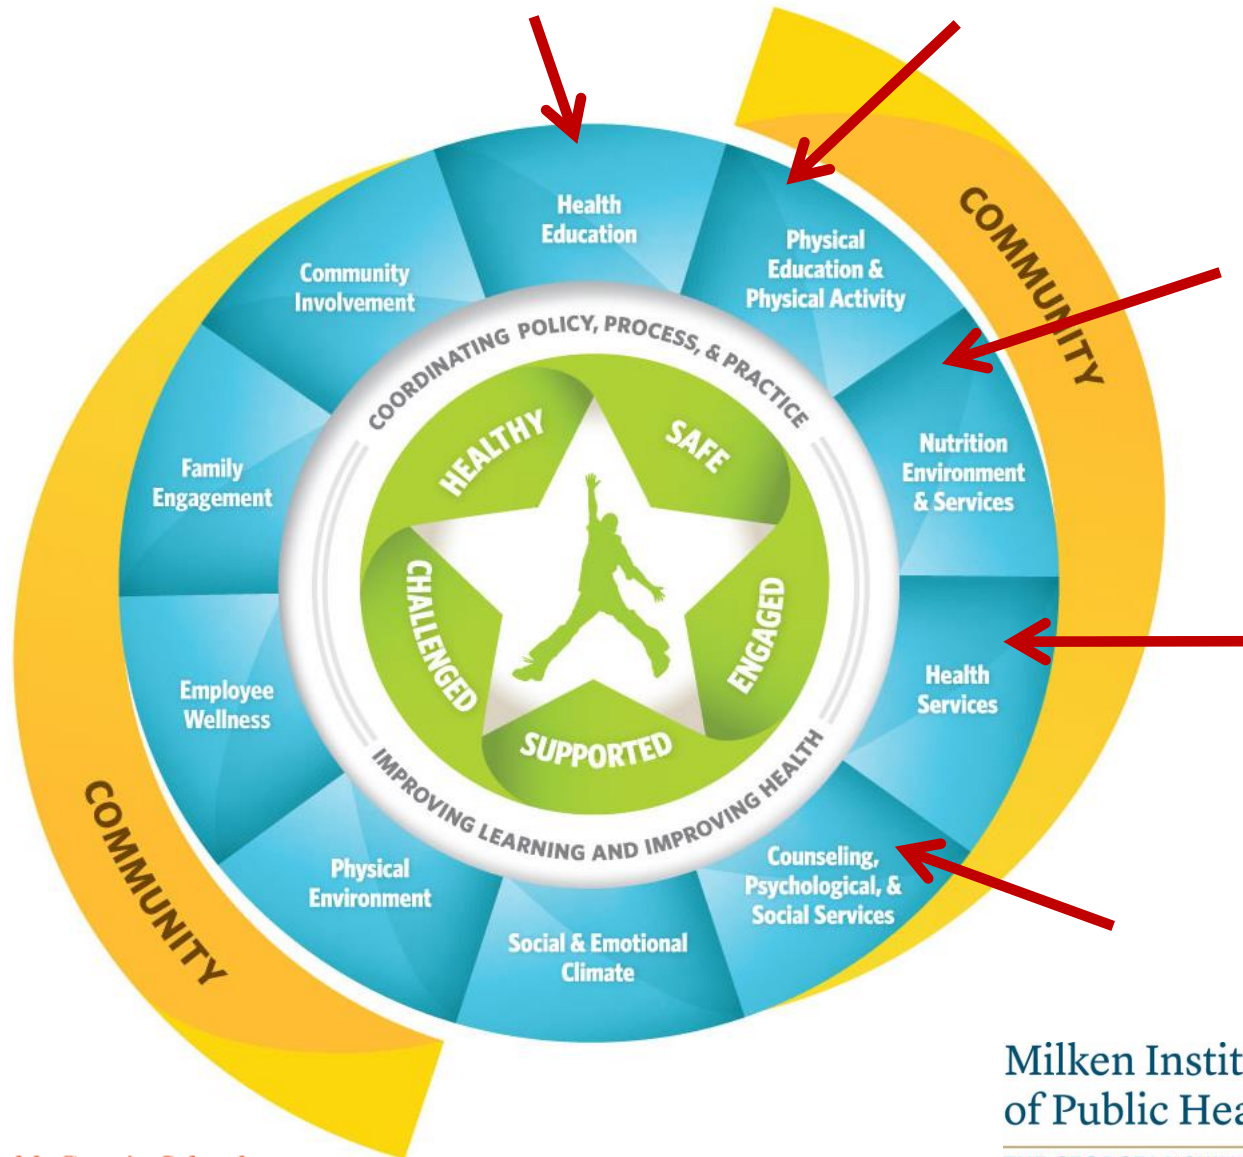 COMMUNITY
Health
Education
Physical
Education &
Physical Activity
Nutrition
Environment
& Services
Health
Services
Counseling,
Psychological, &
Social Services
Social & Emotional
Climate
Physical
Environment
Employee
Wellness
Family
Engagement
Community
Involvement
COORDINATING POLICY, PROCESS, & PRACTICE
IMPROVING LEARNING AND IMPROVING HEALTH
HEALTHY
SAFE
ENGAGED
SUPPORTED
CHALLENGED
COMMUNITY
Milken Instit
of Public Hea